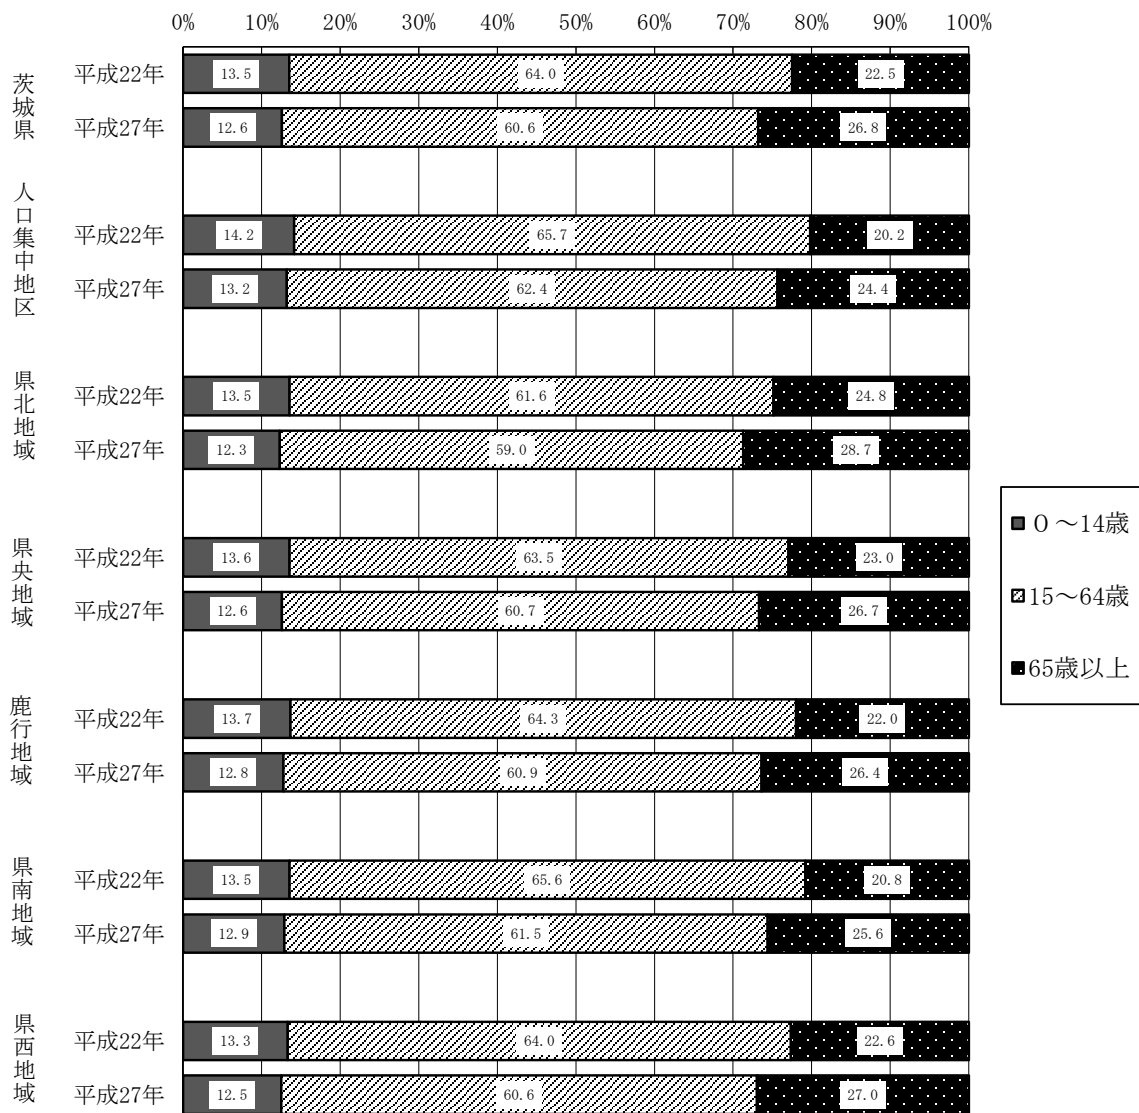 0% 10% 20% 30% 40% 50% 60% 70% 80% 90% 100%
茨城県
平成22年 13.5 64.0 22.5
平成27年 12.6 60.6 26.8
人口集中地区
平成22年 14.2 65.7 20.2
平成27年 13.2 62.4 24.4
県北地域
平成22年 13.5 61.6 24.8
平成27年 12.3 59.0 28.7
県央地域
平成22年 13.6 63.5 23.0
平成27年 12.6 60.7 26.7
鹿行地域
平成22年 13.7 64.3 22.0
平成27年 12.8 60.9 26.4
県南地域
平成22年 13.5 65.6 20.8
平成27年 12.9 61.5 25.6
県西地域
平成22年 13.3 64.0 22.6
平成27年 12.5 60.6 27.0
0～14歳
15～64歳
65歳以上